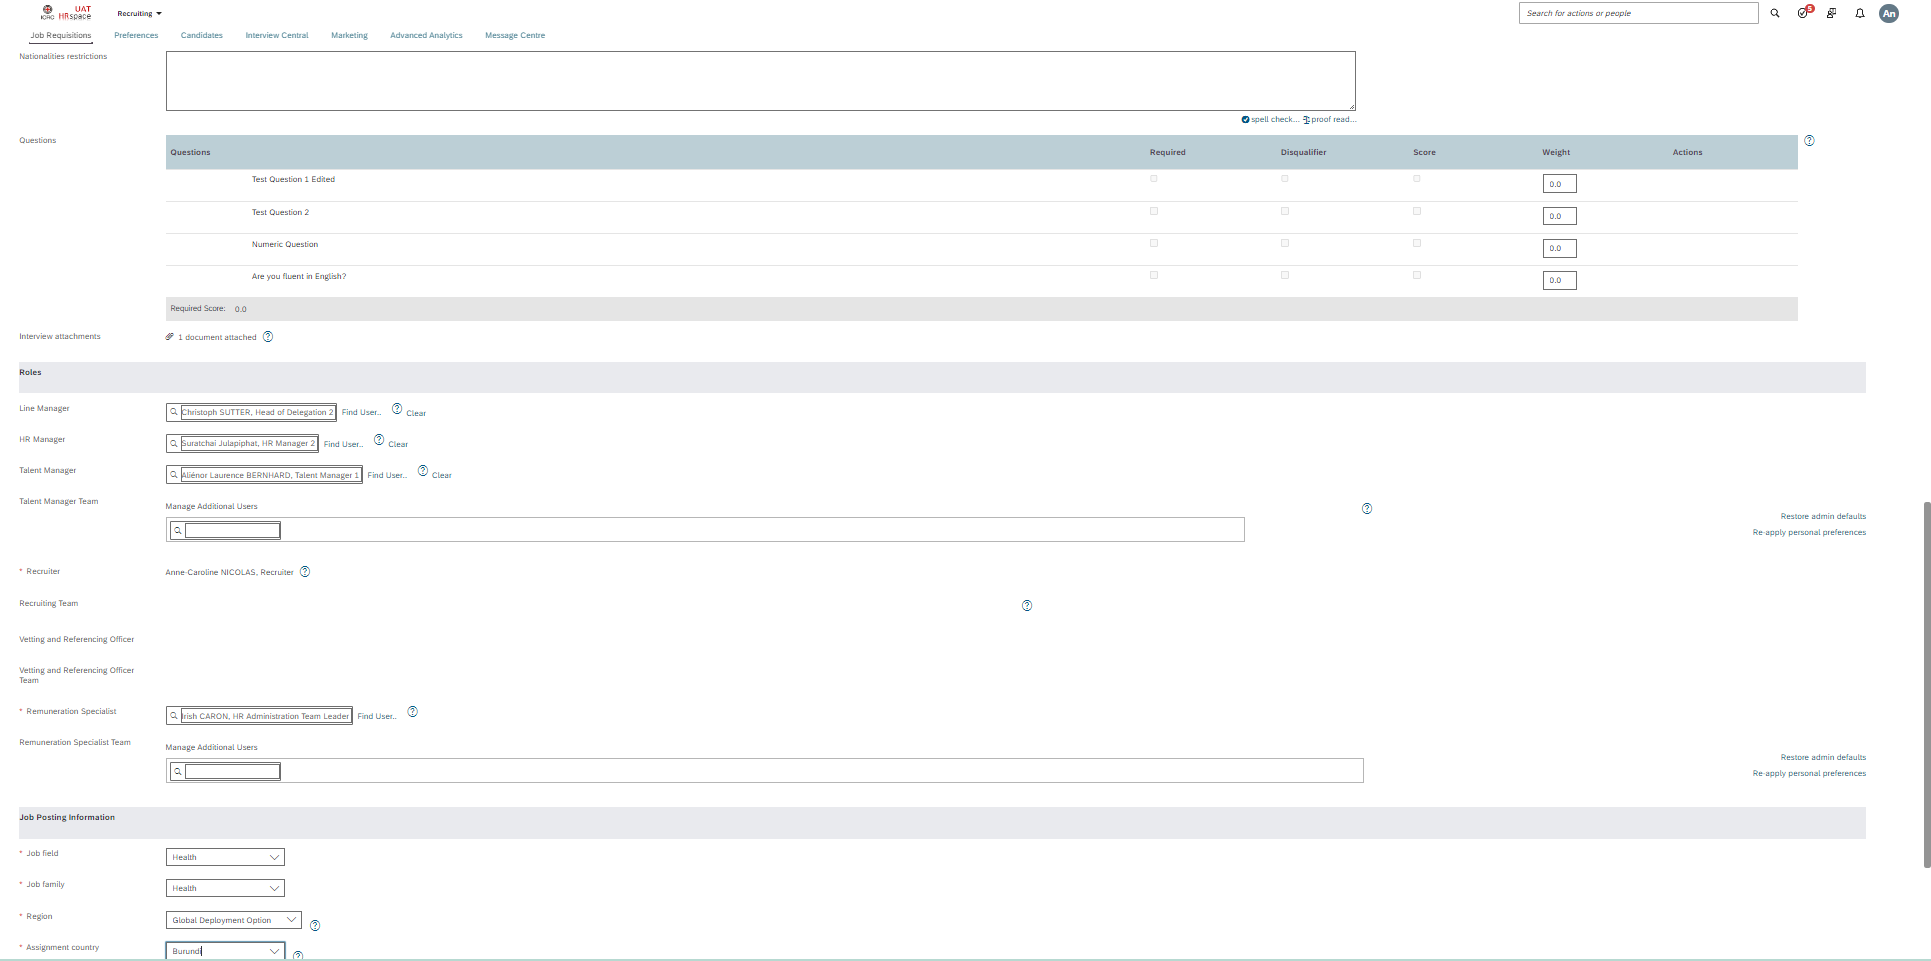 ICRC UAT HRspace
Recruiting
Search for actions or people
5
An
Job Requisitions Preferences Candidates Interview Central Marketing Advanced Analytics Message Centre
Nationalities restrictions
spell check... proof read...
Questions
Questions Required Disqualifier Score Weight Actions
Test Question 1 Edited 0.0
Test Question 2 0.0
Numeric Question 0.0
Are you fluent in English? 0.0
Required Score: 0.0
Interview attachments 1 document attached
Roles
Line Manager Christoph SUTTER, Head of Delegation 2 Find User... Clear
HR Manager Suratchai Julapiphat, HR Manager 2 Find User... Clear
Talent Manager Aliénor Laurence BERNHARD, Talent Manager 1 Find User... Clear
Talent Manager Team Manage Additional Users
Restore admin defaults
Re-apply personal preferences
* Recruiter Anne-Caroline NICOLAS, Recruiter
Recruiting Team
Vetting and Referencing Officer
Vetting and Referencing Officer
Team
* Remuneration Specialist Irish CARON, HR Administration Team Leader Find User...
Remuneration Specialist Team Manage Additional Users
Restore admin defaults
Re-apply personal preferences
Job Posting Information
* Job field Health
* Job family Health
* Region Global Deployment Option
* Assignment country Burundi